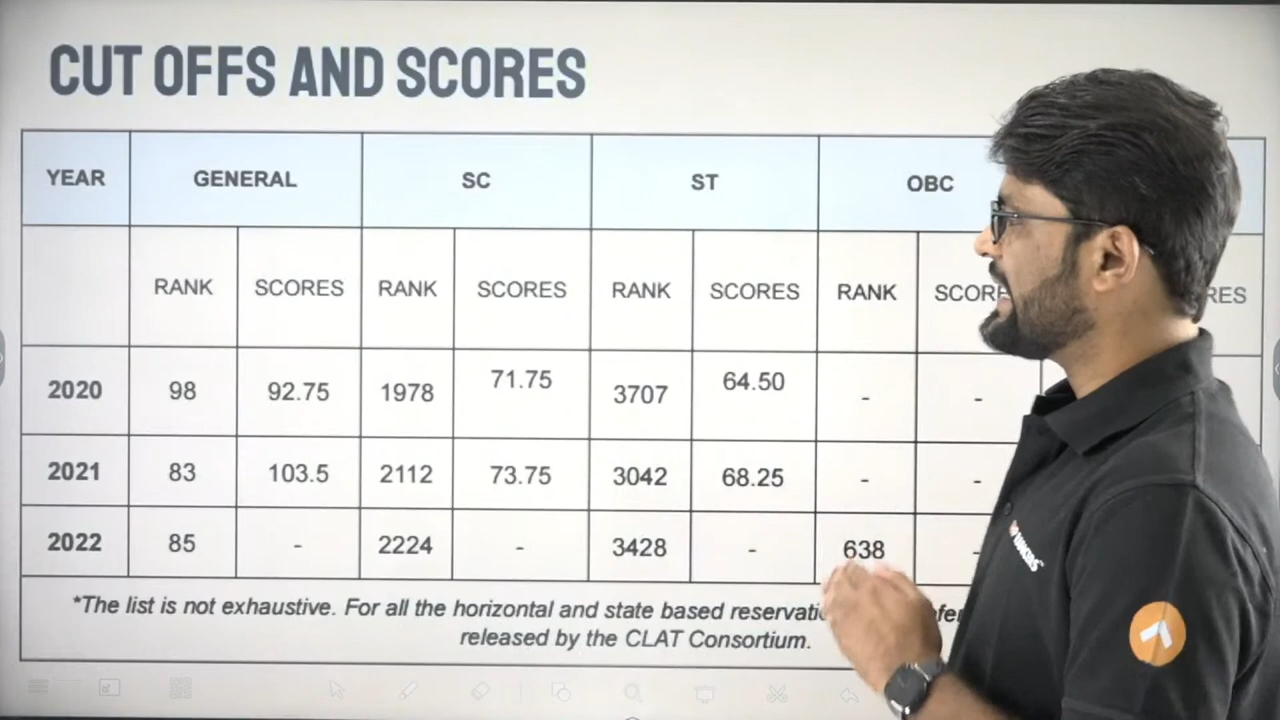 CUT OFFS AND SCORES
YEAR GENERAL SC ST OBC
RANK SCORES RANK SCORES RANK SCORES RANK
2020 98 92.75 1978 71.75 3707 64.50 - -
2021 83 103.5 2112 73.75 3042 68.25 - -
2022 85 - 2224 - 3428 - 638 -
*The list is not exhaustive. For all the horizontal and state based
released by the CLAT Consortium.